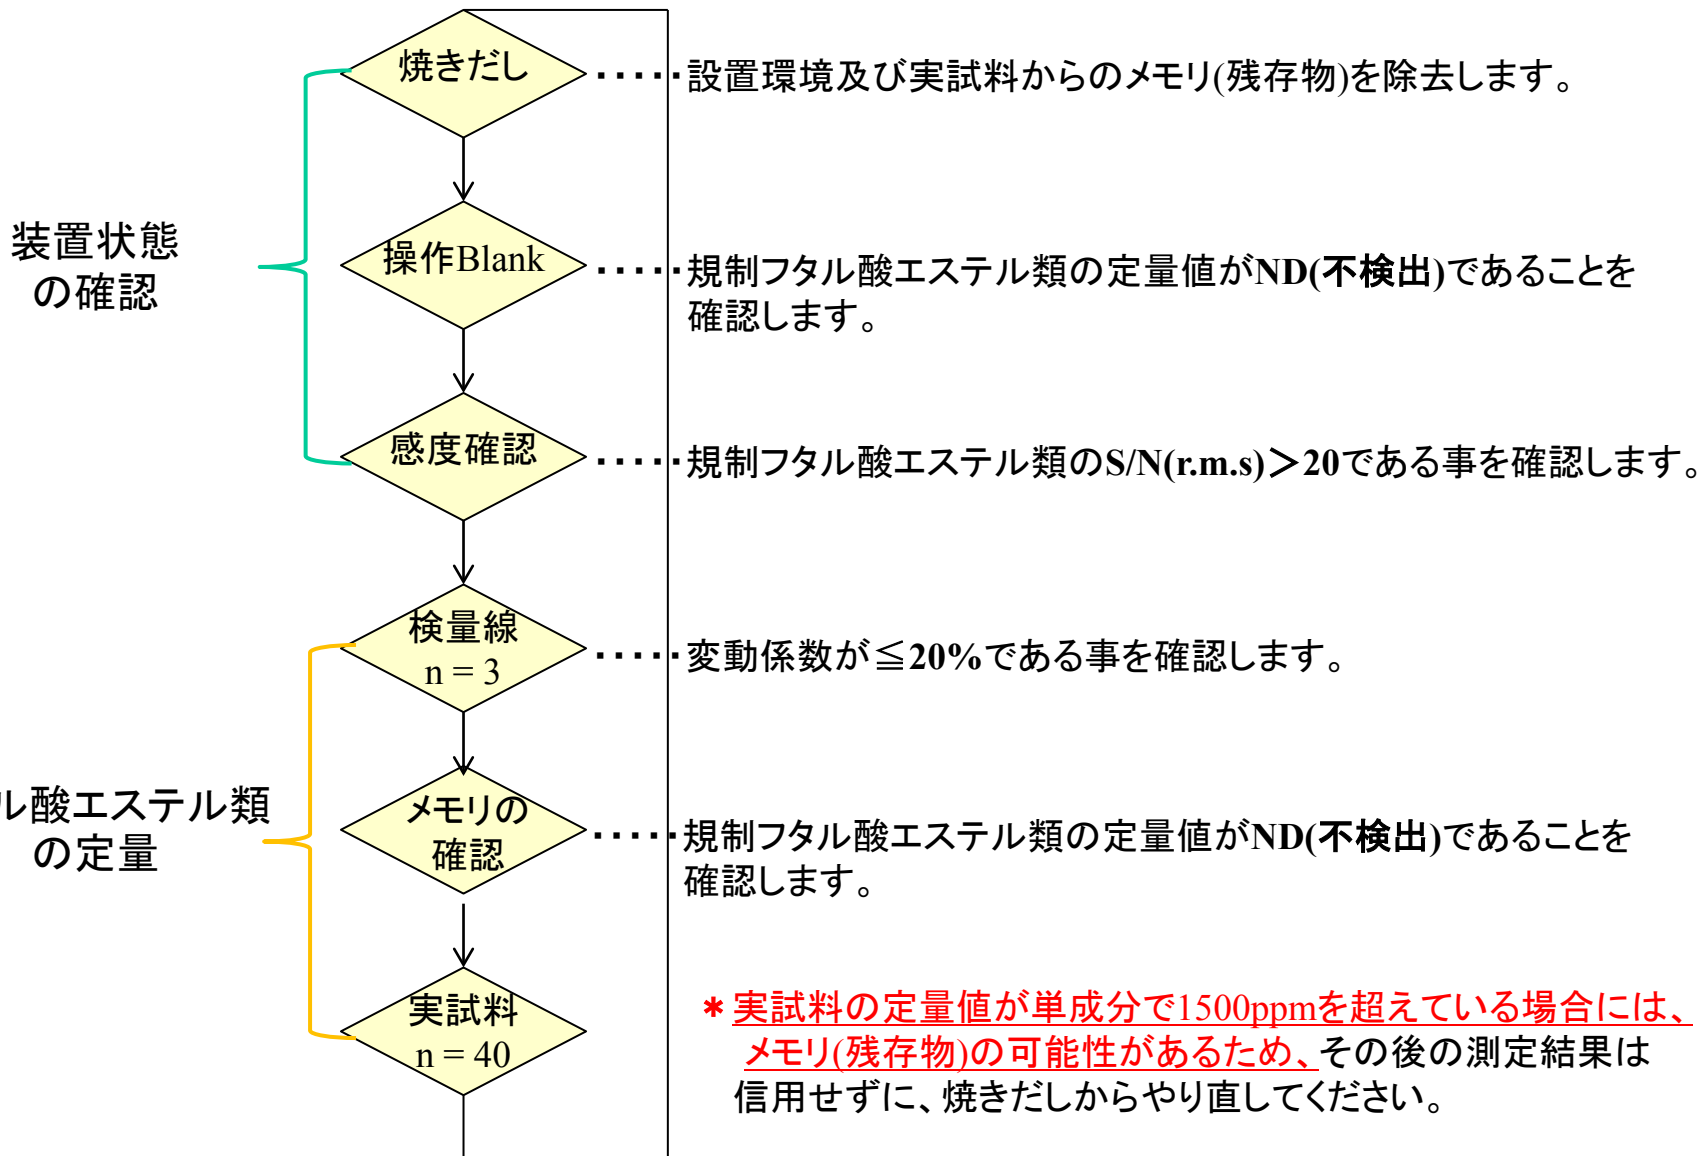 焼きだし
・・・・・設置環境及び実試料からのメモリ(残存物)を除去します。
装置状態
の確認
操作Blank
・・・・・規制フタル酸エステル類の定量値がND(不検出)であることを
確認します。
感度確認
・・・・・規制フタル酸エステル類のS/N(r.m.s)＞20である事を確認します。
検量線
n = 3
・・・・・変動係数が≦20%である事を確認します。
ル酸エステル類
の定量
メモリの
確認
・・・・・規制フタル酸エステル類の定量値がND(不検出)であることを
確認します。
実試料
n = 40
＊実試料の定量値が単成分で1500ppmを超えている場合には、
メモリ(残存物)の可能性があるため、その後の測定結果は
信用せずに、焼きだしからやり直してください。